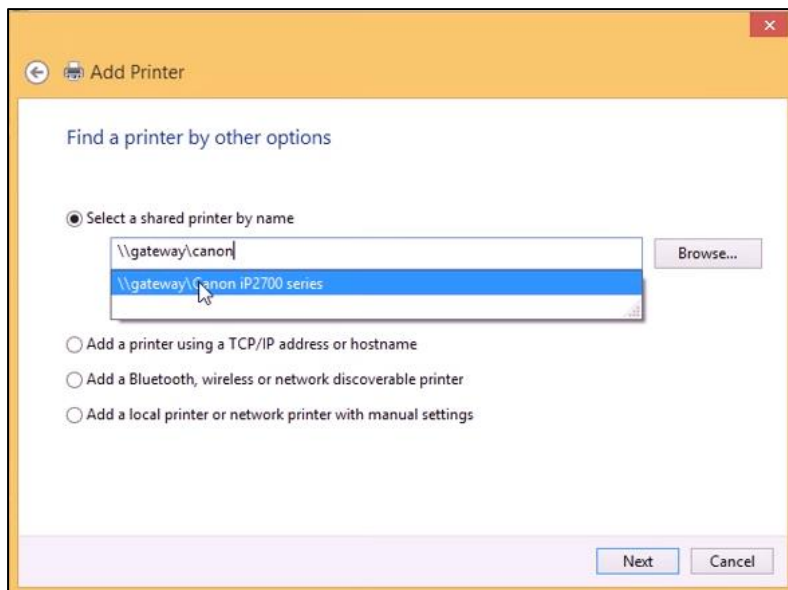 Add Printer
Find a printer by other options
Select a shared printer by name
\\gateway\canon
Browse...
\\gateway\Canon iP2700 series
Add a printer using a TCP/IP address or hostname
Add a Bluetooth, wireless or network discoverable printer
Add a local printer or network printer with manual settings
Next Cancel